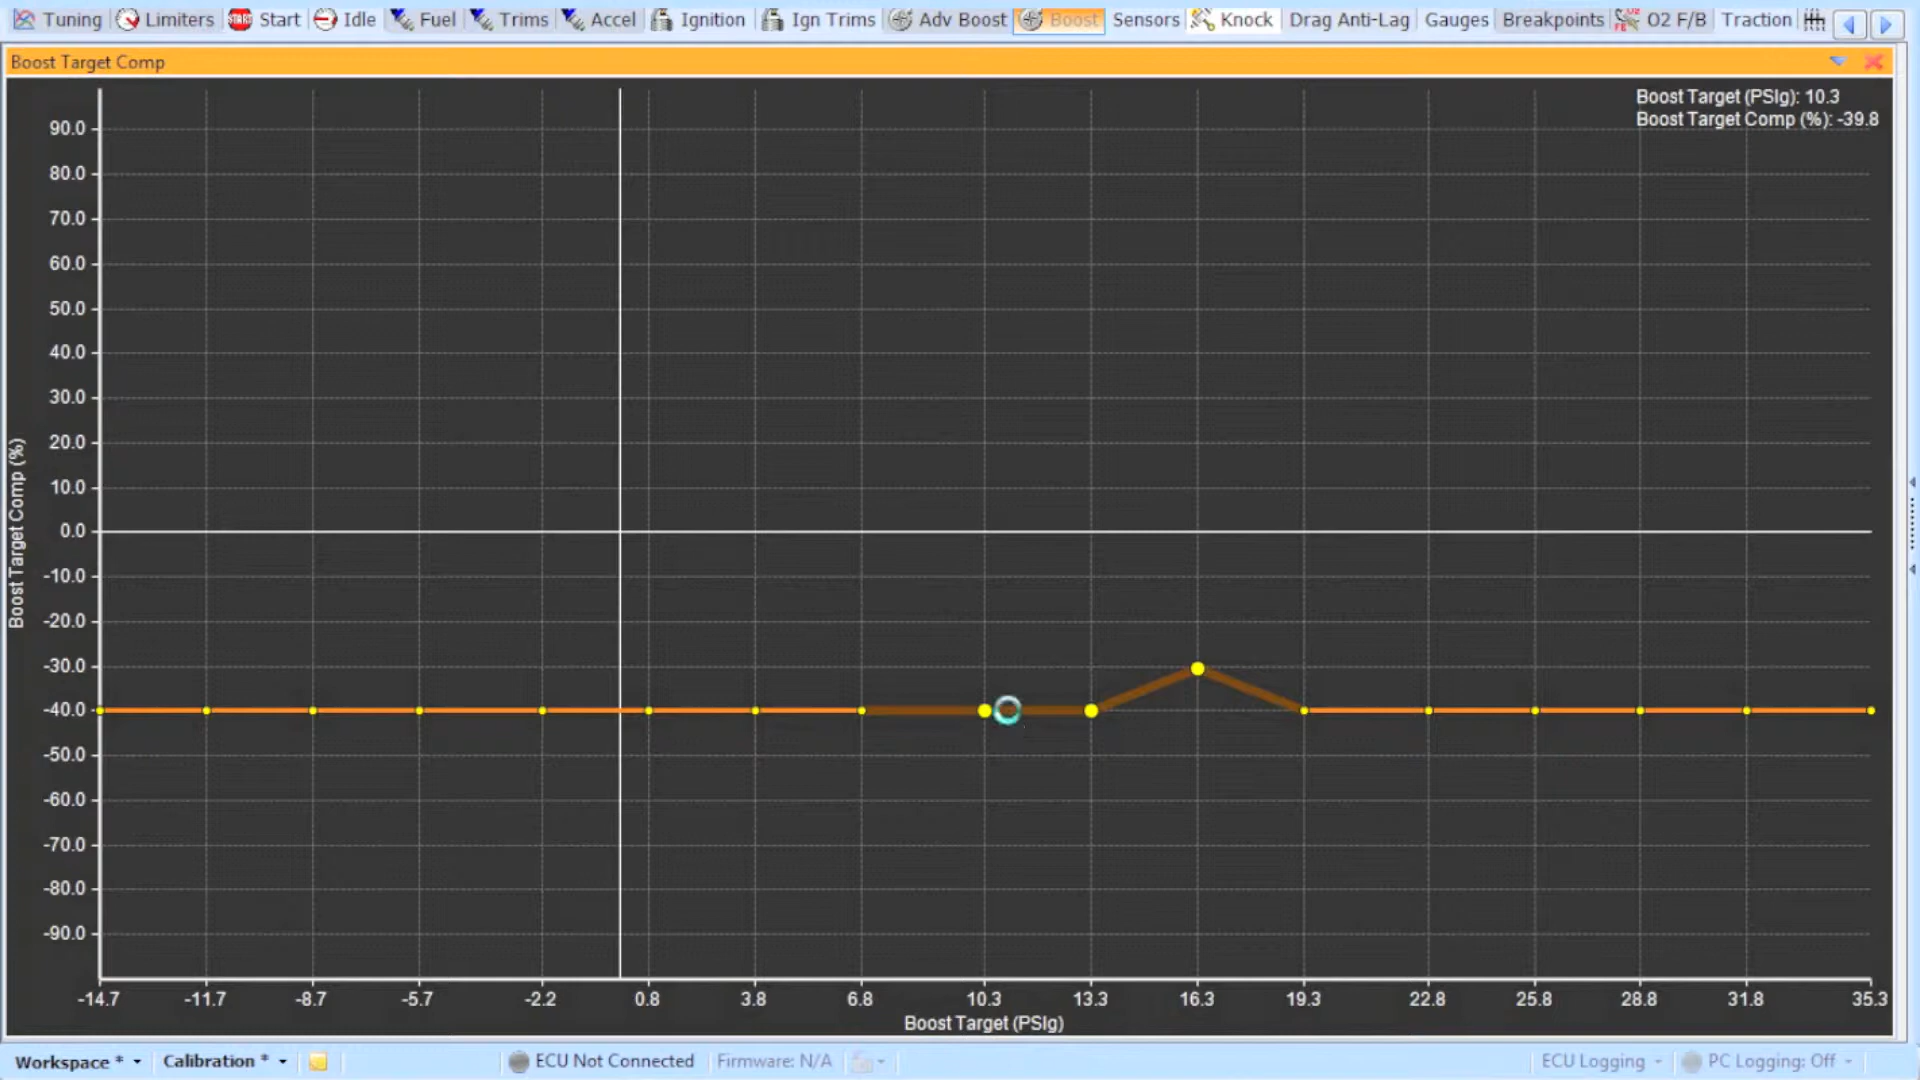 Tuning Limiters Start Idle Fuel Trims Accel Ignition Ign Trims Adv Boost Boost Sensors Knock Drag Anti-Lag Gauges Breakpoints O2 F/B Traction
Boost Target Comp
Boost Target (PSIg): 10.3
Boost Target Comp (%): -39.8
90.0
80.0
70.0
60.0
50.0
40.0
30.0
20.0
10.0
0.0
-10.0
-20.0
-30.0
-40.0
-50.0
-60.0
-70.0
-80.0
-90.0
Boost Target Comp (%)
-14.7 -11.7 -8.7 -5.7 -2.2 0.8 3.8 6.8 10.3 13.3 16.3 19.3 22.8 25.8 28.8 31.8 35.3
Boost Target (PSIg)
Workspace * Calibration * ECU Not Connected Firmware: N/A ECU Logging PC Logging: Off